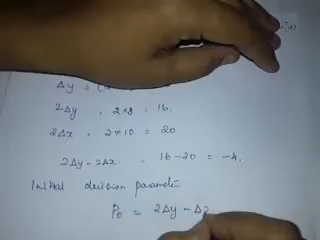 Δy = (
2Δy = 2*8 = 16.
2Δx = 2*10 = 20
2Δy - 2Δx = 16-20 = -4.
Initial decision parameter
P0 = 2Δy - Δx